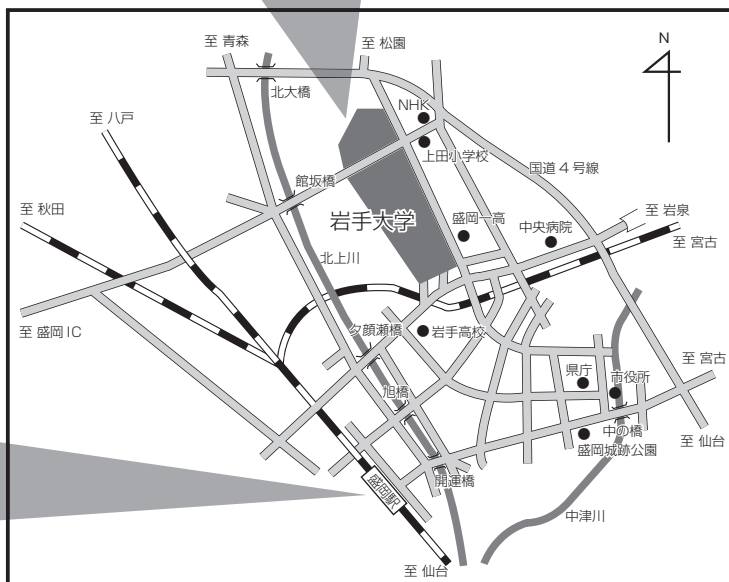 至 青森
至 松園
N
北大橋
NHK
至 八戸
上田小学校
国道 4 号線
館坂橋
至 秋田
岩手大学
盛岡一高
中央病院
至 岩泉
至 宮古
北上川
至 盛岡 IC
夕顔瀬橋
岩手高校
県庁
市役所
至 宮古
旭橋
中の橋
盛岡城跡公園
至 仙台
開運橋
盛岡駅
中津川
至 仙台